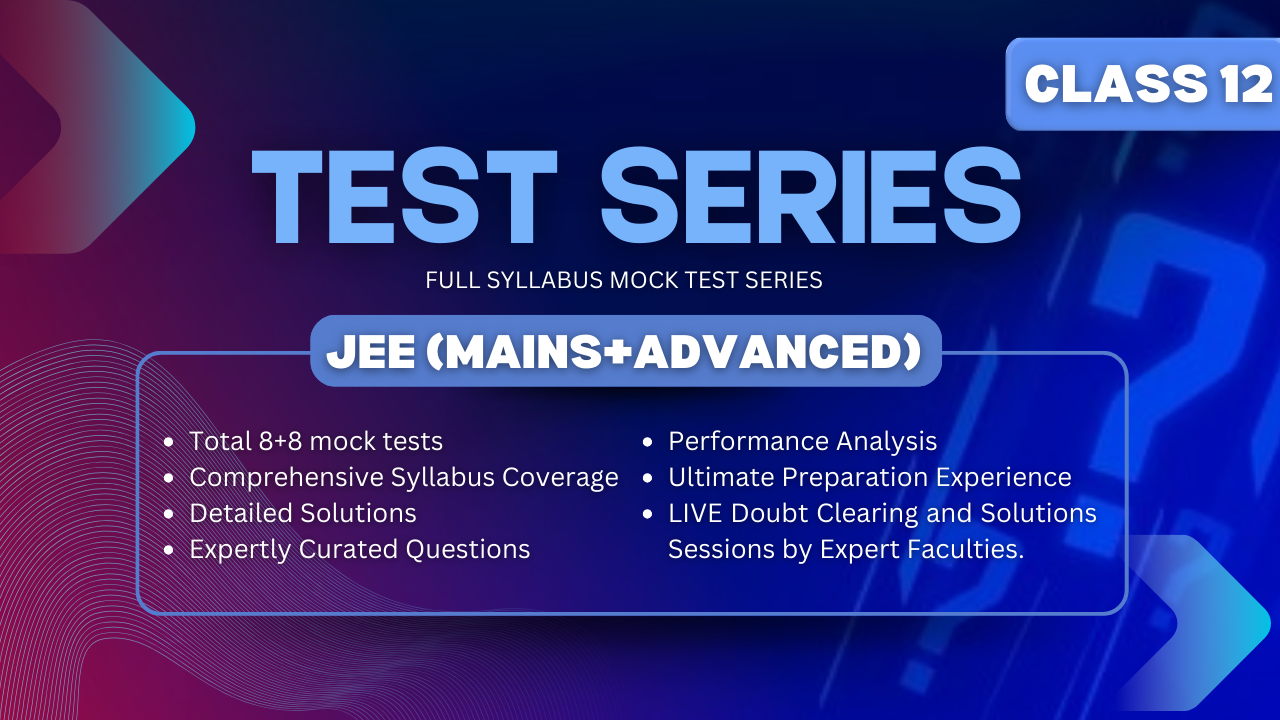 CLASS 12
TEST SERIES
FULL SYLLABUS MOCK TEST SERIES
JEE (MAINS+ADVANCED)
• Total 8+8 mock tests
• Comprehensive Syllabus Coverage
• Detailed Solutions
• Expertly Curated Questions
• Performance Analysis
• Ultimate Preparation Experience
• LIVE Doubt Clearing and Solutions
Sessions by Expert Faculties.